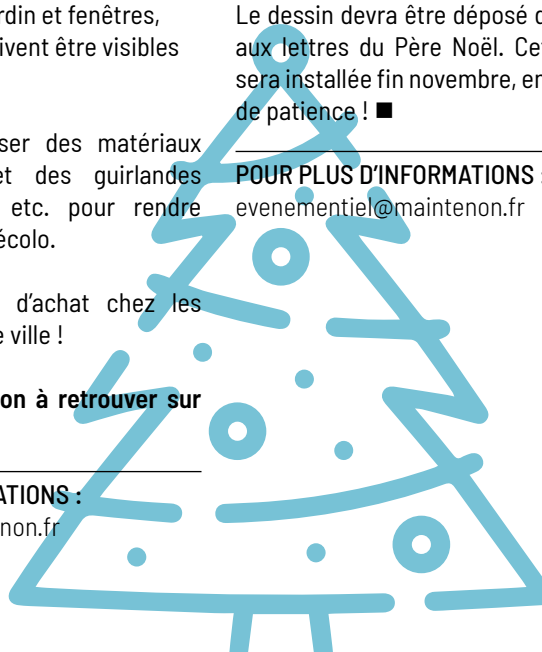 rdin et fenêtres,
ivent être visibles
ser des matériaux
et des guirlandes
etc. pour rendre
écolo.
d’achat chez les
ville !
on à retrouver sur
ATIONS :
non.fr
Le dessin devra être déposé
aux lettres du Père Noël.
sera installée fin novembre,
de patience ! ■
POUR PLUS D’INFORMATIONS :
evenementiel@maintenon.fr